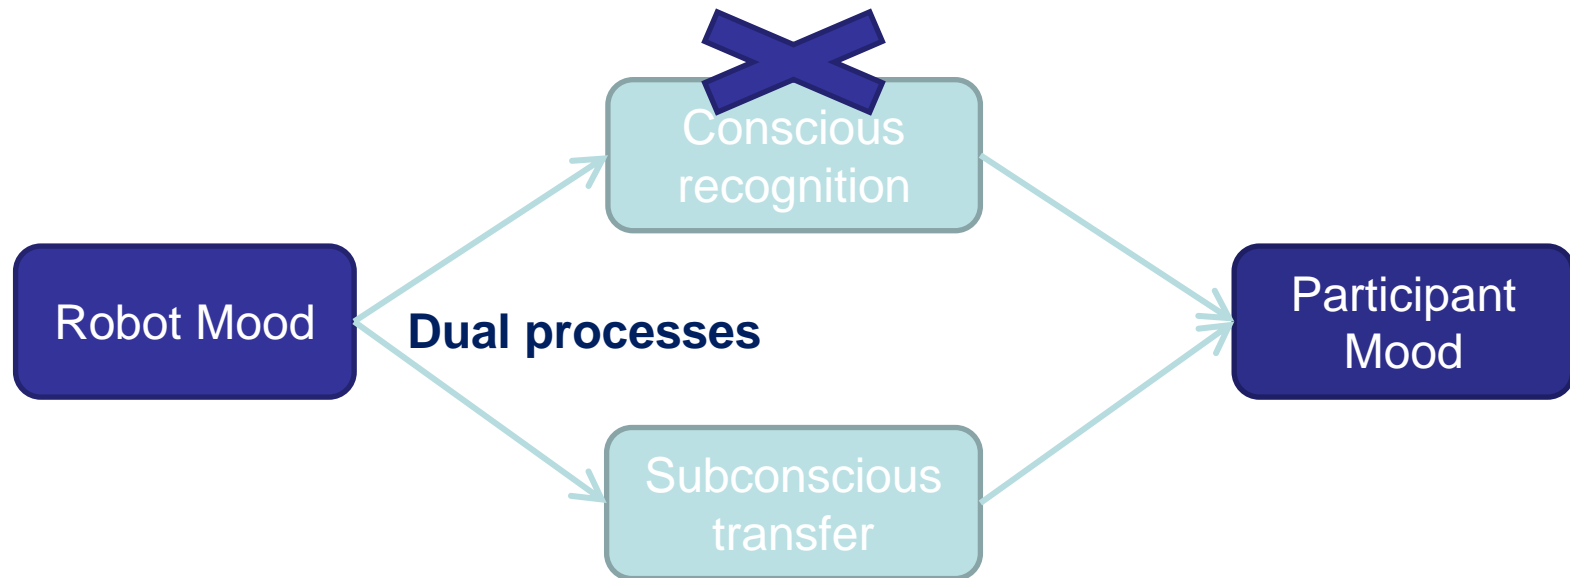 Conscious
recognition
Robot Mood
Dual processes
Participant
Mood
Subconscious
transfer